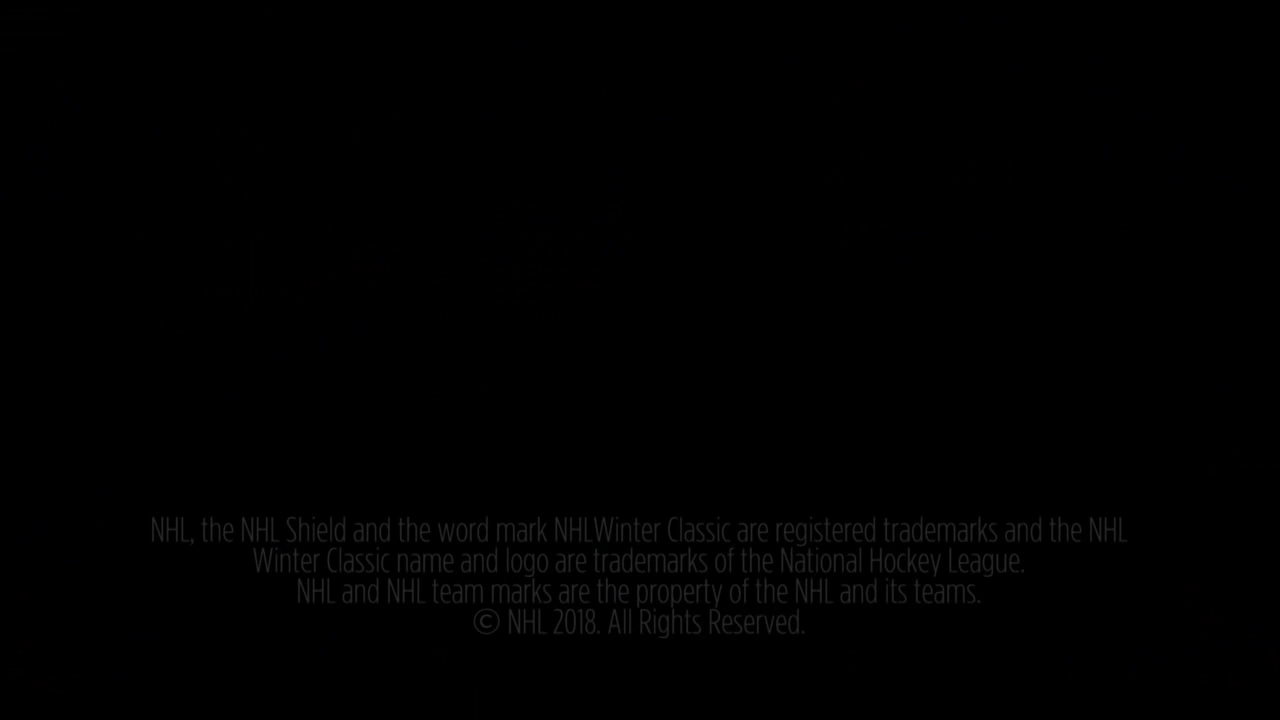 NHL, the NHL Shield and the word mark NHLWinter Classic are registered trademarks and the NHL
Winter Classic name and logo are trademarks of the National Hockey League.
NHL and NHL team marks are the property of the NHL and its teams.
© NHL 2018. All Rights Reserved.